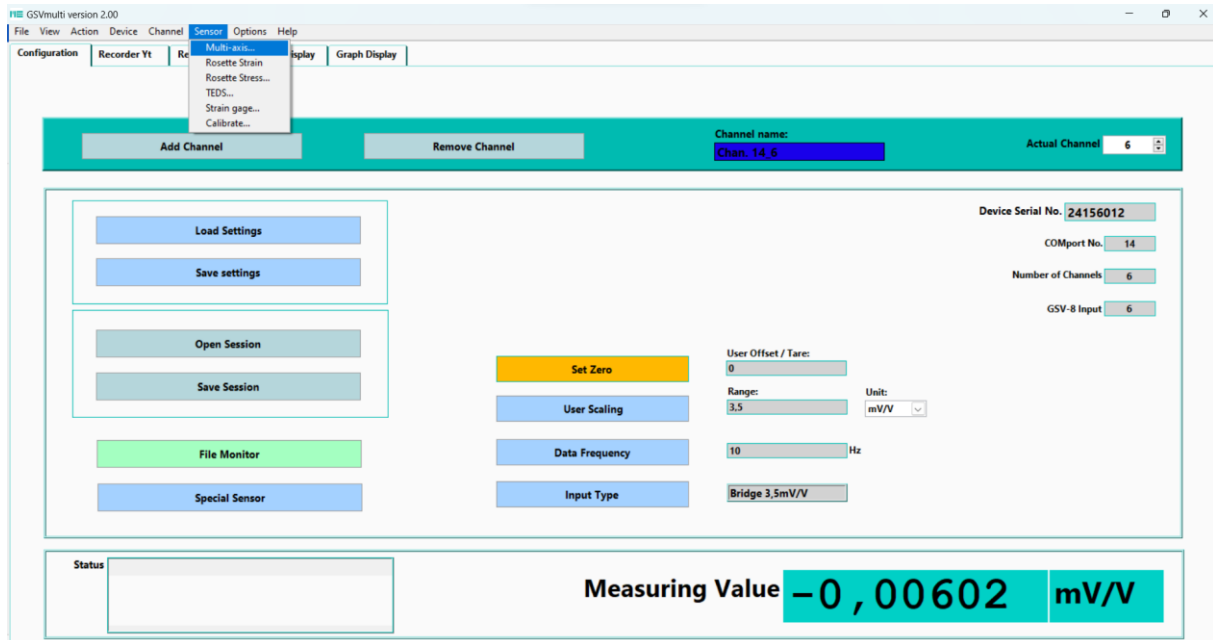 GSVmulti version 2.00
File View Action Device Channel Sensor Options Help
Configuration Recorder Yt Re isplay Graph Display
Multi-axis...
Rosette Strain
Rosette Stress...
TEDS...
Strain gage...
Calibrate...
Add Channel
Remove Channel
Channel name:
Chan. 14_6
Actual Channel 6
Load Settings
Save settings
Open Session
Save Session
File Monitor
Special Sensor
Device Serial No. 24156012
COMport No. 14
Number of Channels 6
GSV-8 Input 6
Set Zero
User Offset / Tare:
0
User Scaling
Range:
3,5
Unit:
mV/V
Data Frequency
10 Hz
Input Type
Bridge 3,5mV/V
Status
Measuring Value -0,00602 mV/V